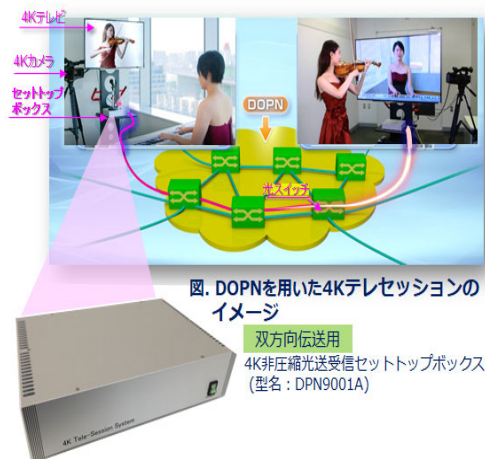 4Kテレビ
4Kカメラ
セットトップ
ボックス
DOPN
光スイッチ
図. DOPNを用いた4Kテレセッションの
イメージ
双方向伝送用
4K非圧縮光送受信セットトップボックス
(型名：DPN9001A)
4K Tele-Session System